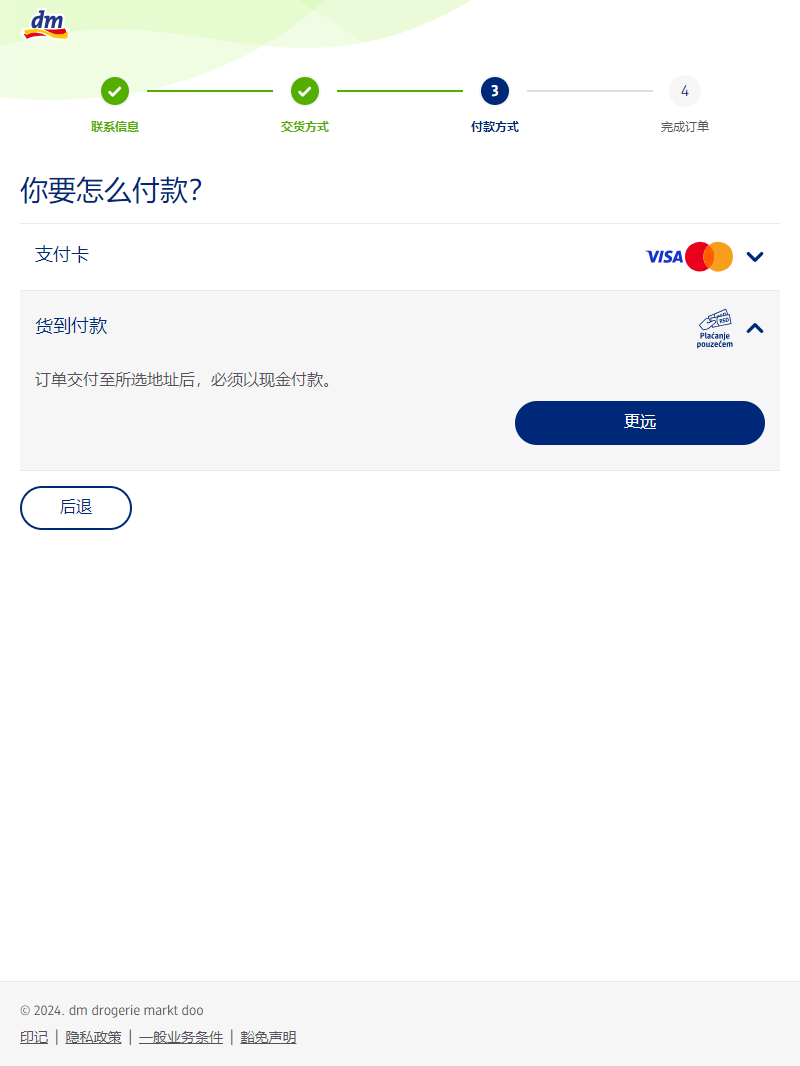 dm
3
4
联系信息
交货方式
付款方式
完成订单
你要怎么付款?
支付卡
VISA
货到付款
RSD
Plaćanje
pouzećem
订单交付至所选地址后，必须以现金付款。
更远
后退
© 2024. dm drogerie markt doo
印记 | 隐私政策 | 一般业务条件 | 豁免声明